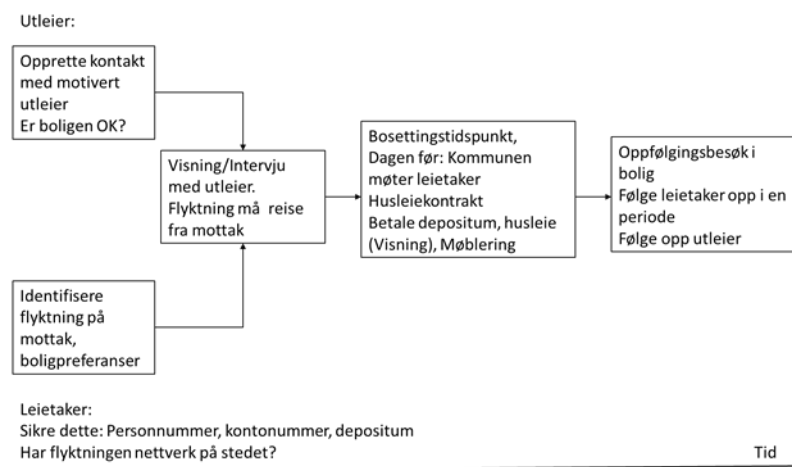 Utleier:
Opprette kontakt
med motivert
utleier
Er boligen OK?
Visning/Intervju
med utleier.
Flyktning må reise
fra mottak
Bosettingstidspunkt,
Dagen før: Kommunen
møter leietaker
Husleiekontrakt
Betale depositum, husleie
(Visning), Møblering
Oppfølgingsbesøk i
bolig
Følge leietaker opp i en
periode
Følge opp utleier
Identifisere
flyktning på
mottak,
boligpreferanser
Leietaker:
Sikre dette: Personnummer, kontonummer, depositum
Har flyktningen nettverk på stedet?
Tid